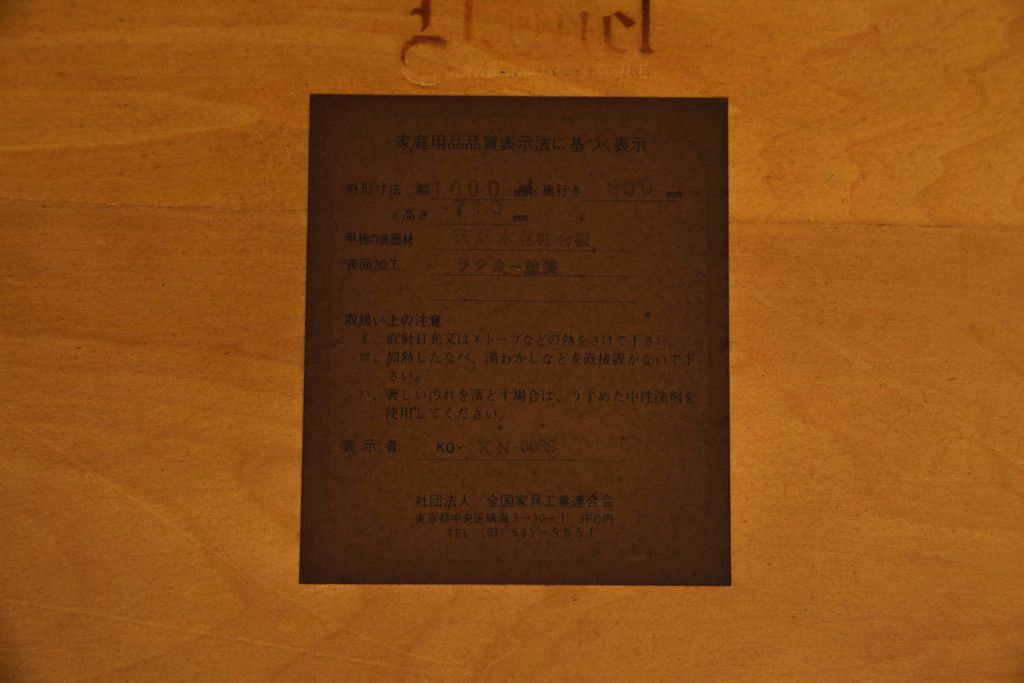 家庭用品品質表示法に基づく表示
外形寸法 幅 1800 mm× 奥行き 900 mm
×高さ 710 mm
甲板の表面材 天然木化粧合板
表面加工 ラッカー塗装
取扱い上の注意
イ、直射日光又はストーブなどの熱をさけて下さい。
ロ、加熱したなべ、湯わかしなどを直接置かないで下
さい。
ハ、著しい汚れを落とす場合は、うすめた中性洗剤を
使用してください。
表示者 KG-
社団法人 全国家具工業連合会
東京都中央区晴海3-10-1 JFC内
TEL (03) 533-9561